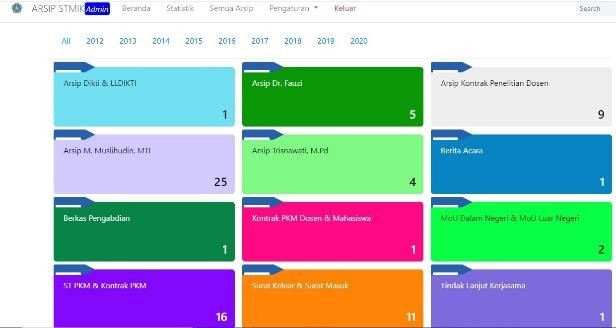 ARSIP STMIK Admin Beranda Statistik Semua Arsip Pengaturan Keluar Search
All 2012 2013 2014 2015 2016 2017 2018 2019 2020
Arsip Dikti & LLDIKTI
1
Arsip Dr. Fauzi
5
Arsip Kontrak Penelitian Dosen
9
Arsip M. Muslihudin, MTI
25
Arsip Trisnawati, M.Pd
4
Berita Acara
1
Berkas Pengabdian
1
Kontrak PKM Dosen & Mahasiswa
1
MoU Dalam Negeri & MoU Luar Negeri
2
ST PKM & Kontrak PKM
16
Surat Keluar & Surat Masuk
11
Tindak Lanjut Kerjasama
1